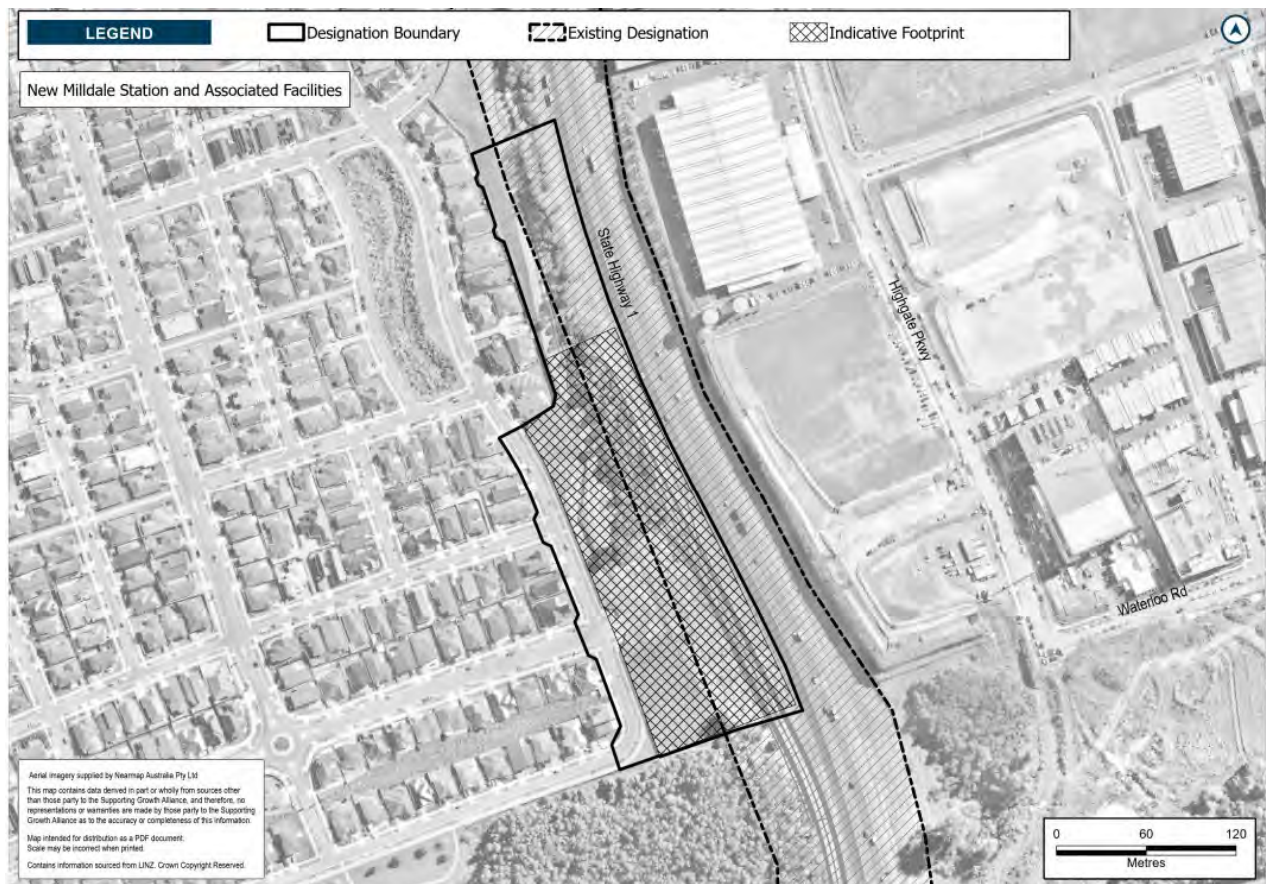 LEGEND
Designation Boundary
Existing Designation
Indicative Footprint
New Milldale Station and Associated Facilities
State Highway 1
Highgate Pkwy
Waterloo Rd
Aerial imagery supplied by Nearmap Australia Pty Ltd
This map contains data derived in part or wholly from sources other
than those party to the Supporting Growth Alliance, and therefore, no
representations or warranties are made by those party to the Supporting
Growth Alliance as to the accuracy or completeness of this information.
Map intended for distribution as a PDF document.
Scale may be incorrect when printed.
Contains information sourced from LINZ. Crown Copyright Reserved.
0 60 120
Metres